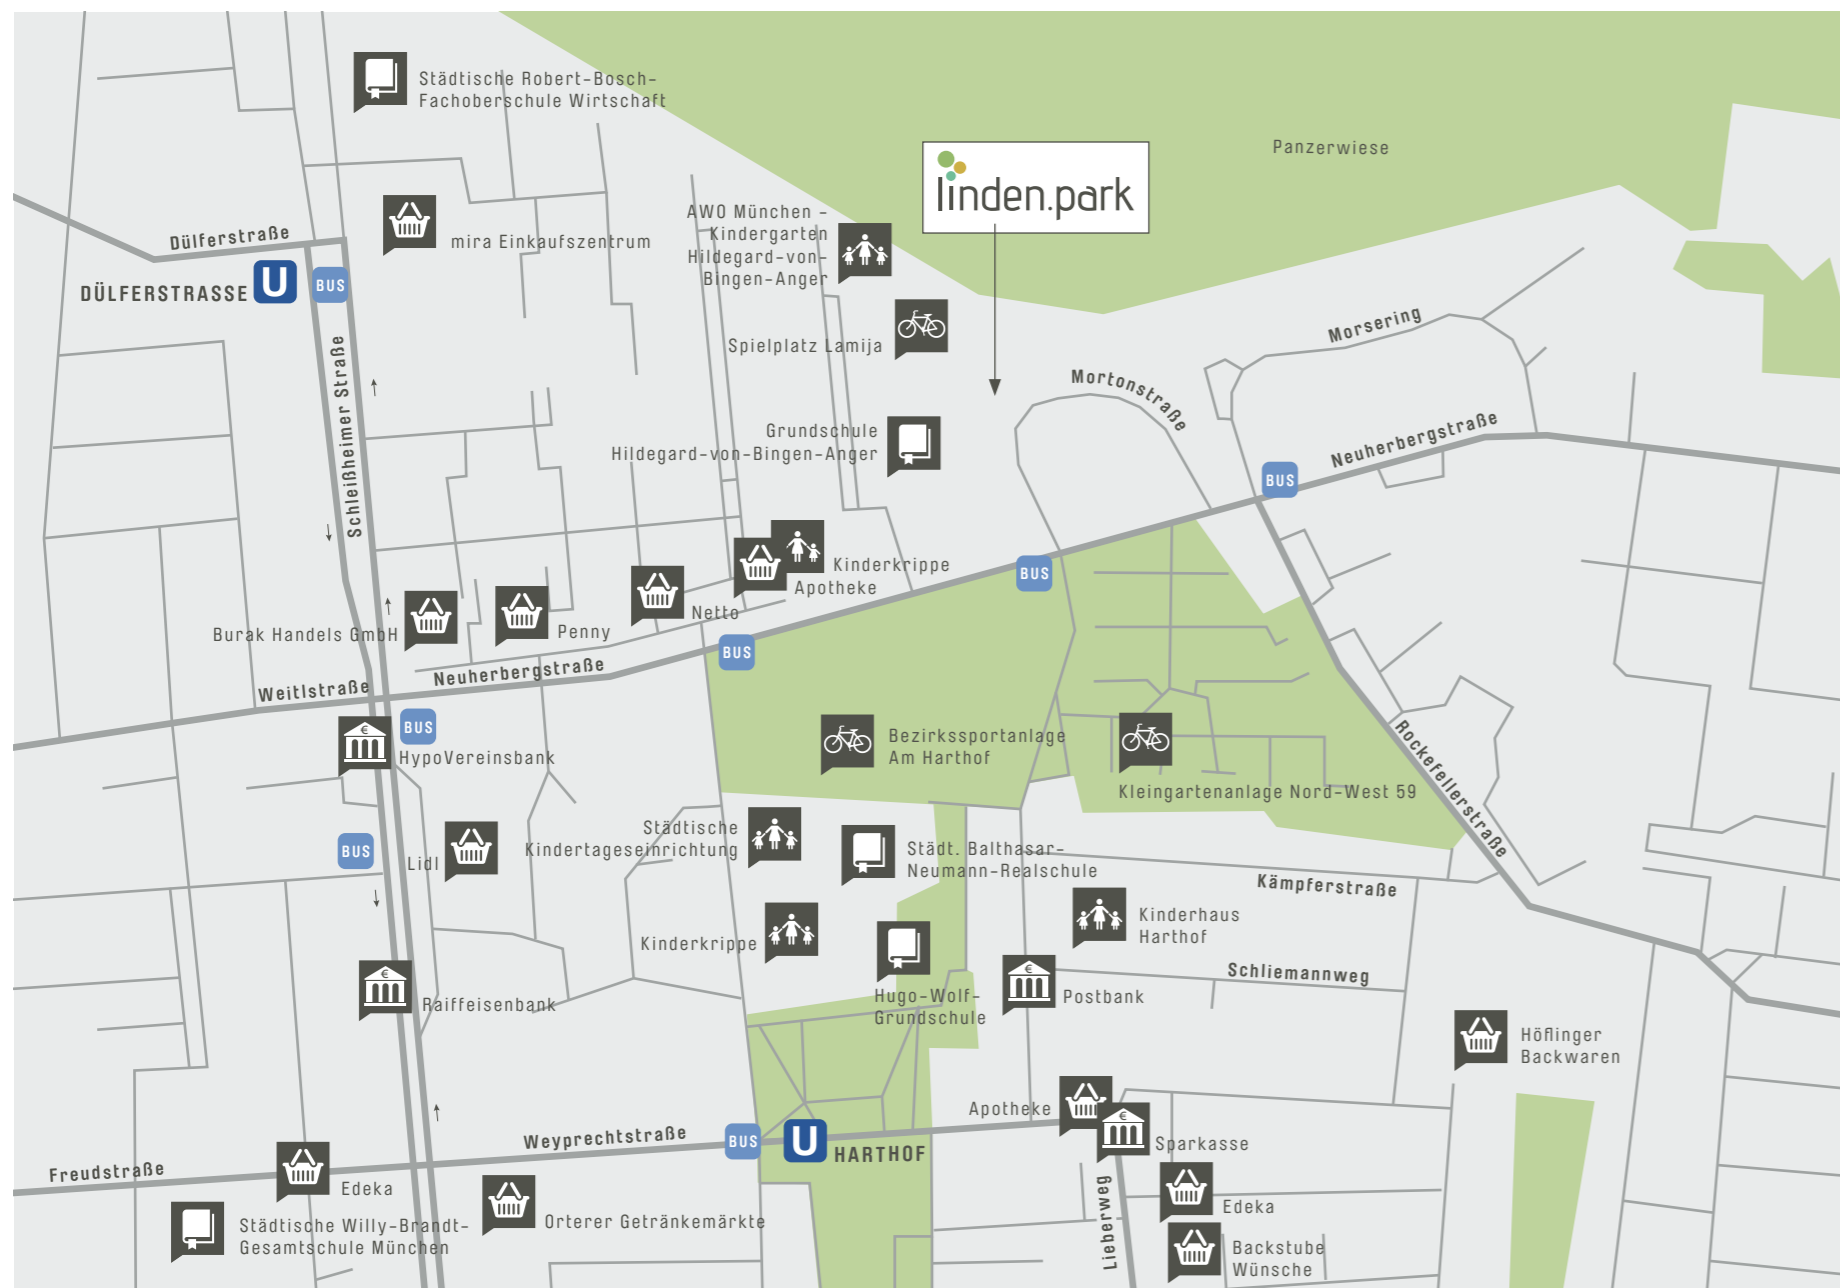 Städtische Robert-Bosch-
Fachoberschule Wirtschaft
Panzerwiese
linden.park
mira Einkaufszentrum
AWO München -
Kindergarten
Hildegard-von-
Bingen-Anger
Dülferstraße
DÜLFERSTRASSE
U
BUS
Spielplatz Lamija
Morsering
Mortonstraße
Schleißheimer Straße
Grundschule
Hildegard-von-Bingen-Anger
Neuherbergstraße
BUS
Kinderkrippe
Apotheke
BUS
Netto
Penny
Burak Handels GmbH
BUS
Neuherbergstraße
Weitlstraße
BUS
€
HypoVereinsbank
Bezirkssportanlage
Am Harthof
Kleingartenanlage Nord-West 59
Rockefellerstraße
Städtische
Kindertageseinrichtung
BUS
Lidl
Städt. Balthasar-
Neumann-Realschule
Kämpferstraße
Kinderhaus
Harthof
Kinderkrippe
Schliemannweg
€
Raiffeisenbank
Hugo-Wolf-
Grundschule
€
Postbank
Höflinger
Backwaren
Apotheke
€
Sparkasse
Weyprechtstraße
BUS
U
HARTHOF
Freudstraße
Edeka
Orterer Getränkemärkte
Städtische Willy-Brandt-
Gesamtschule München
Lieberweg
Edeka
Backstube
Wünsche